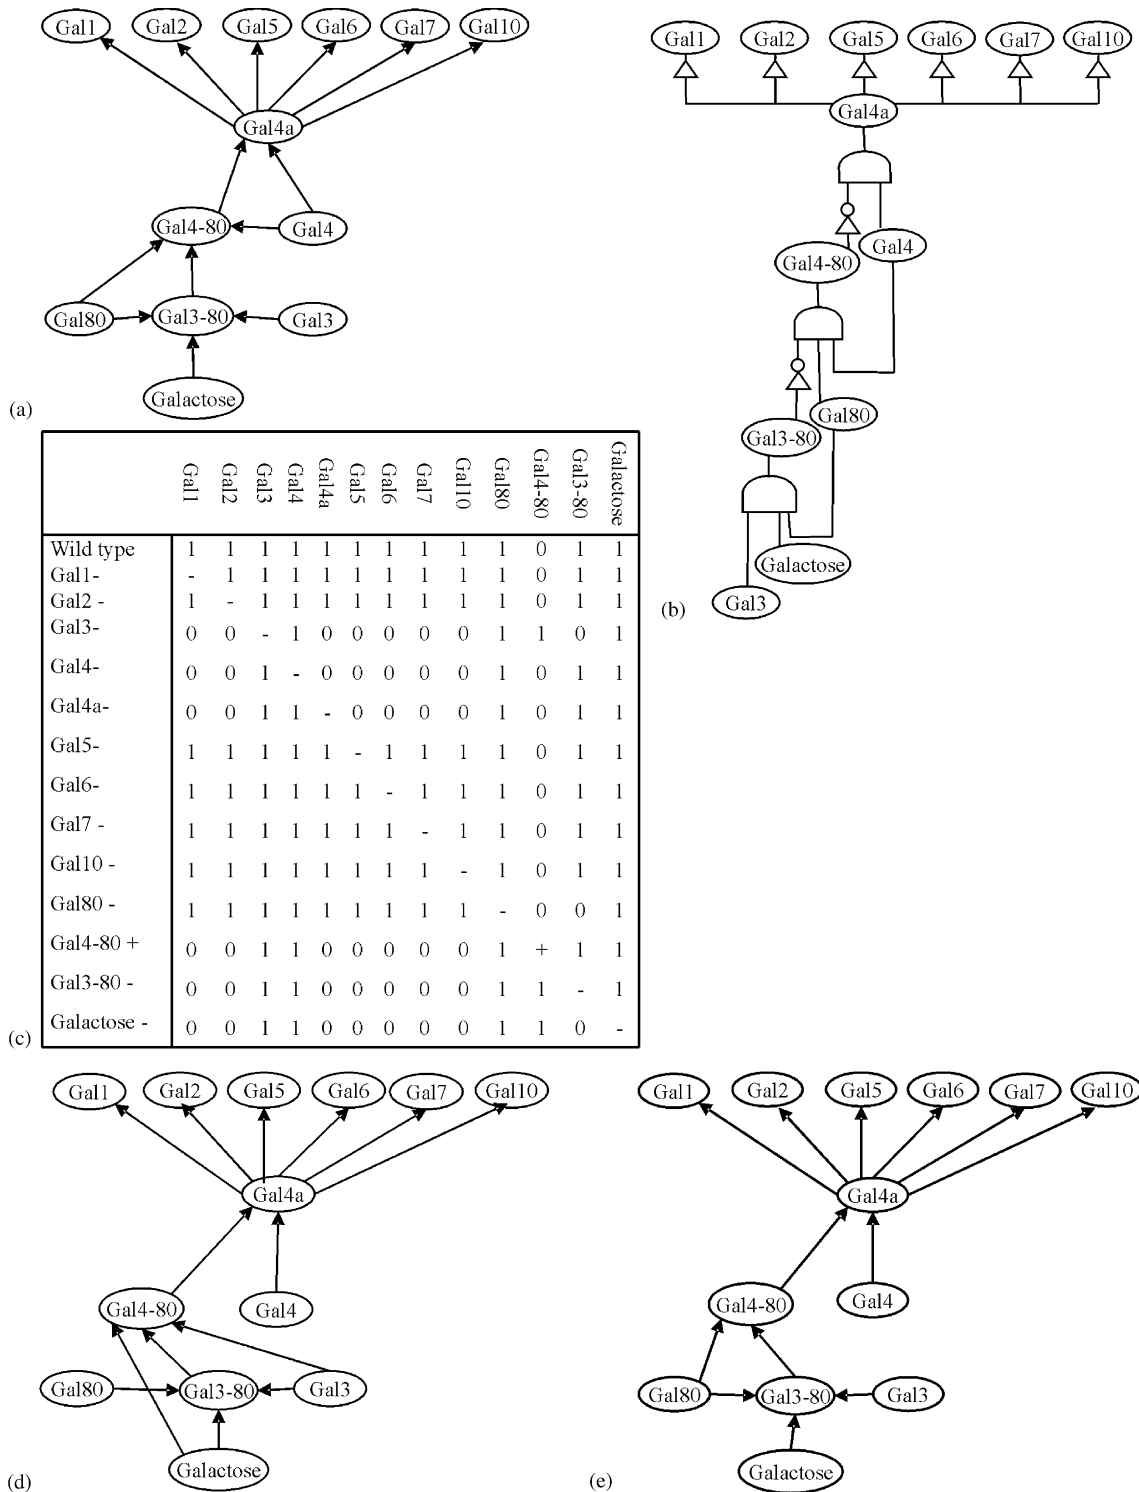 Gal1 Gal2 Gal5 Gal6 Gal7 Gal10
Gal4a
Gal4-80 Gal4
Gal80 Gal3-80 Gal3
Galactose
(a)
Gal1 Gal2 Gal5 Gal6 Gal7 Gal10
Gal4a
Gal4
Gal4-80
Gal80
Gal3-80
Galactose
Gal3
(b)
Gal1 Gal2 Gal3 Gal4 Gal4a Gal5 Gal6 Gal7 Gal10 Gal80 Gal4-80 Gal3-80 Galactose
Wild type 1 1 1 1 1 1 1 1 1 1 0 1 1
Gal1- - 1 1 1 1 1 1 1 1 1 0 1 1
Gal2 - 1 - 1 1 1 1 1 1 1 1 0 1 1
Gal3- 0 0 - 1 0 0 0 0 0 1 1 0 1
Gal4- 0 0 1 - 0 0 0 0 0 1 0 1 1
Gal4a- 0 0 1 1 - 0 0 0 0 1 0 1 1
Gal5- 1 1 1 1 1 - 1 1 1 1 0 1 1
Gal6- 1 1 1 1 1 1 - 1 1 1 0 1 1
Gal7 - 1 1 1 1 1 1 1 - 1 1 0 1 1
Gal10 - 1 1 1 1 1 1 1 1 - 1 0 1 1
Gal80 - 1 1 1 1 1 1 1 1 1 - 0 0 1
Gal4-80 + 0 0 1 1 0 0 0 0 0 1 + 1 1
Gal3-80 - 0 0 1 1 0 0 0 0 0 1 1 - 1
Galactose - 0 0 1 1 0 0 0 0 0 1 1 0 -
(c)
Gal1 Gal2 Gal5 Gal6 Gal7 Gal10
Gal4a
Gal4-80 Gal4
Gal80 Gal3-80 Gal3
Galactose
(d)
Gal1 Gal2 Gal5 Gal6 Gal7 Gal10
Gal4a
Gal4-80 Gal4
Gal80 Gal3-80 Gal3
Galactose
(e)